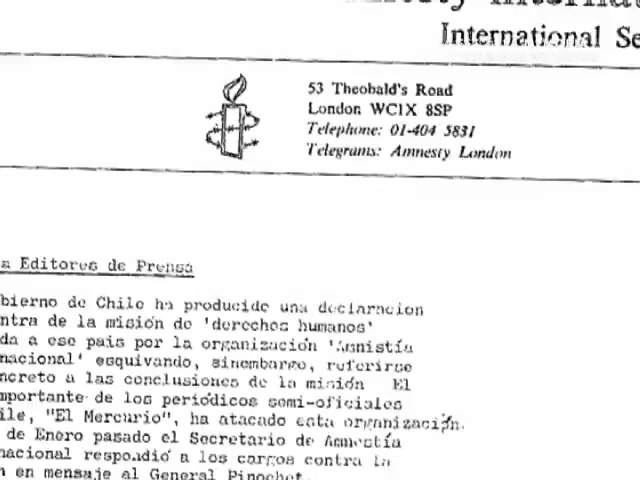 International Se
53 Theobald's Road
London WC1X 8SP
Telephone: 01-404 5831
Telegrams: Amnesty London
a Editores de Prensa
bierno de Chile ha producido una declaracion
ntra de la misión de 'derechos humanos'
da a ese pais por la organización 'Amnistía
nacional' esquivando, sinembargo, referirse
ncreto a las conclusiones de la misión El
mportante de los periódicos semi-oficiales
ile, "El Mercurio", ha atacado esta organización.
de Enero pasado el Secretario de Amnestía
nacional respondió a los cargos contra la
n en mensaje al General Pinochet.